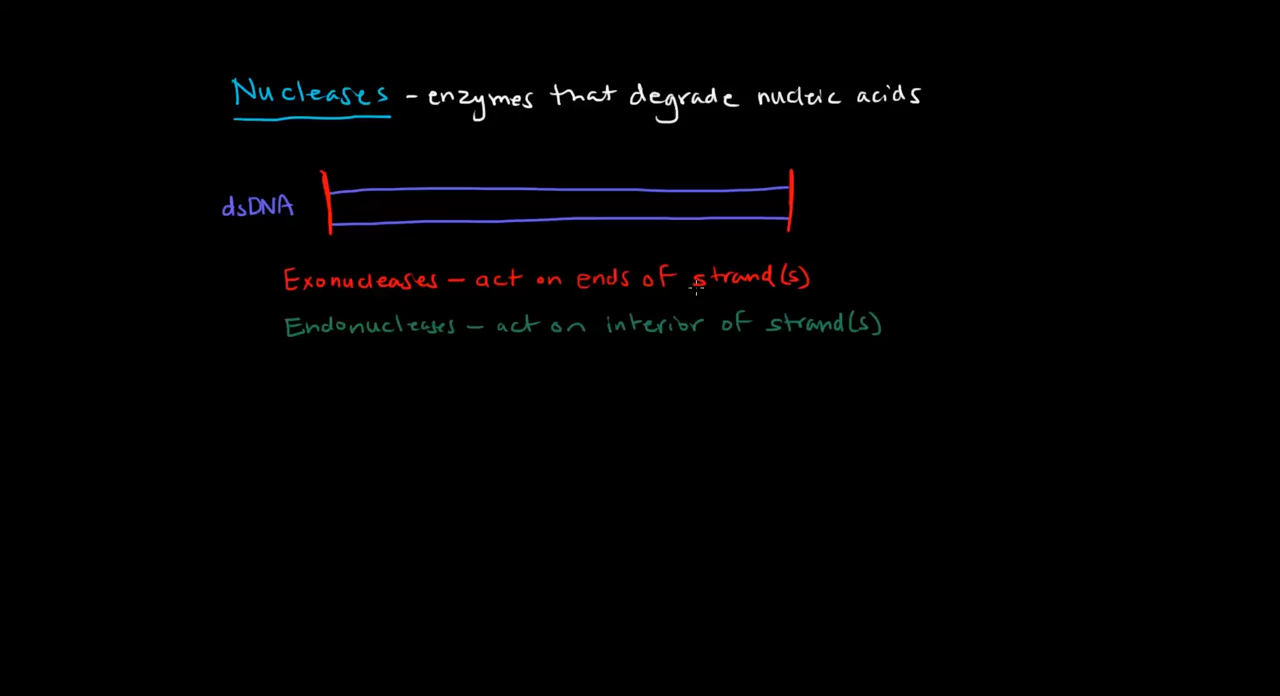 Nucleases - enzymes that degrade nucleic acids
dsDNA
Exonucleases - act on ends of strand(s)
Endonucleases - act on interior of strand(s)